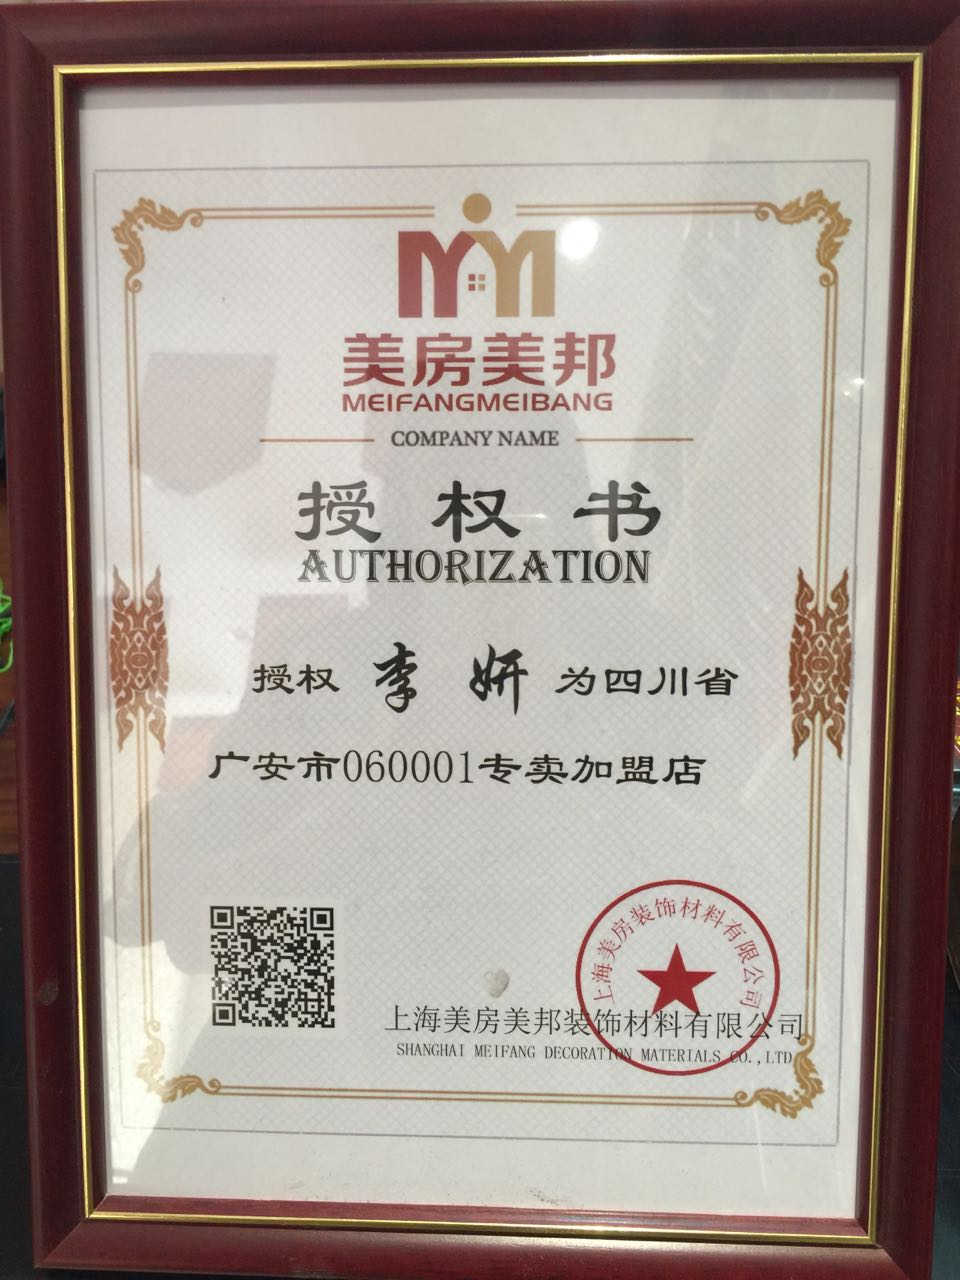 美房美邦
MEIFANGMEIBANG
COMPANY NAME
授权书
AUTHORIZATION
授权 李妍 为四川省
广安市060001专卖加盟店
上海美房装饰材料有限公司
上海美房美邦装饰材料有限公司
SHANGHAI MEIFANG DECORATION MATERIALS CO.,LTD